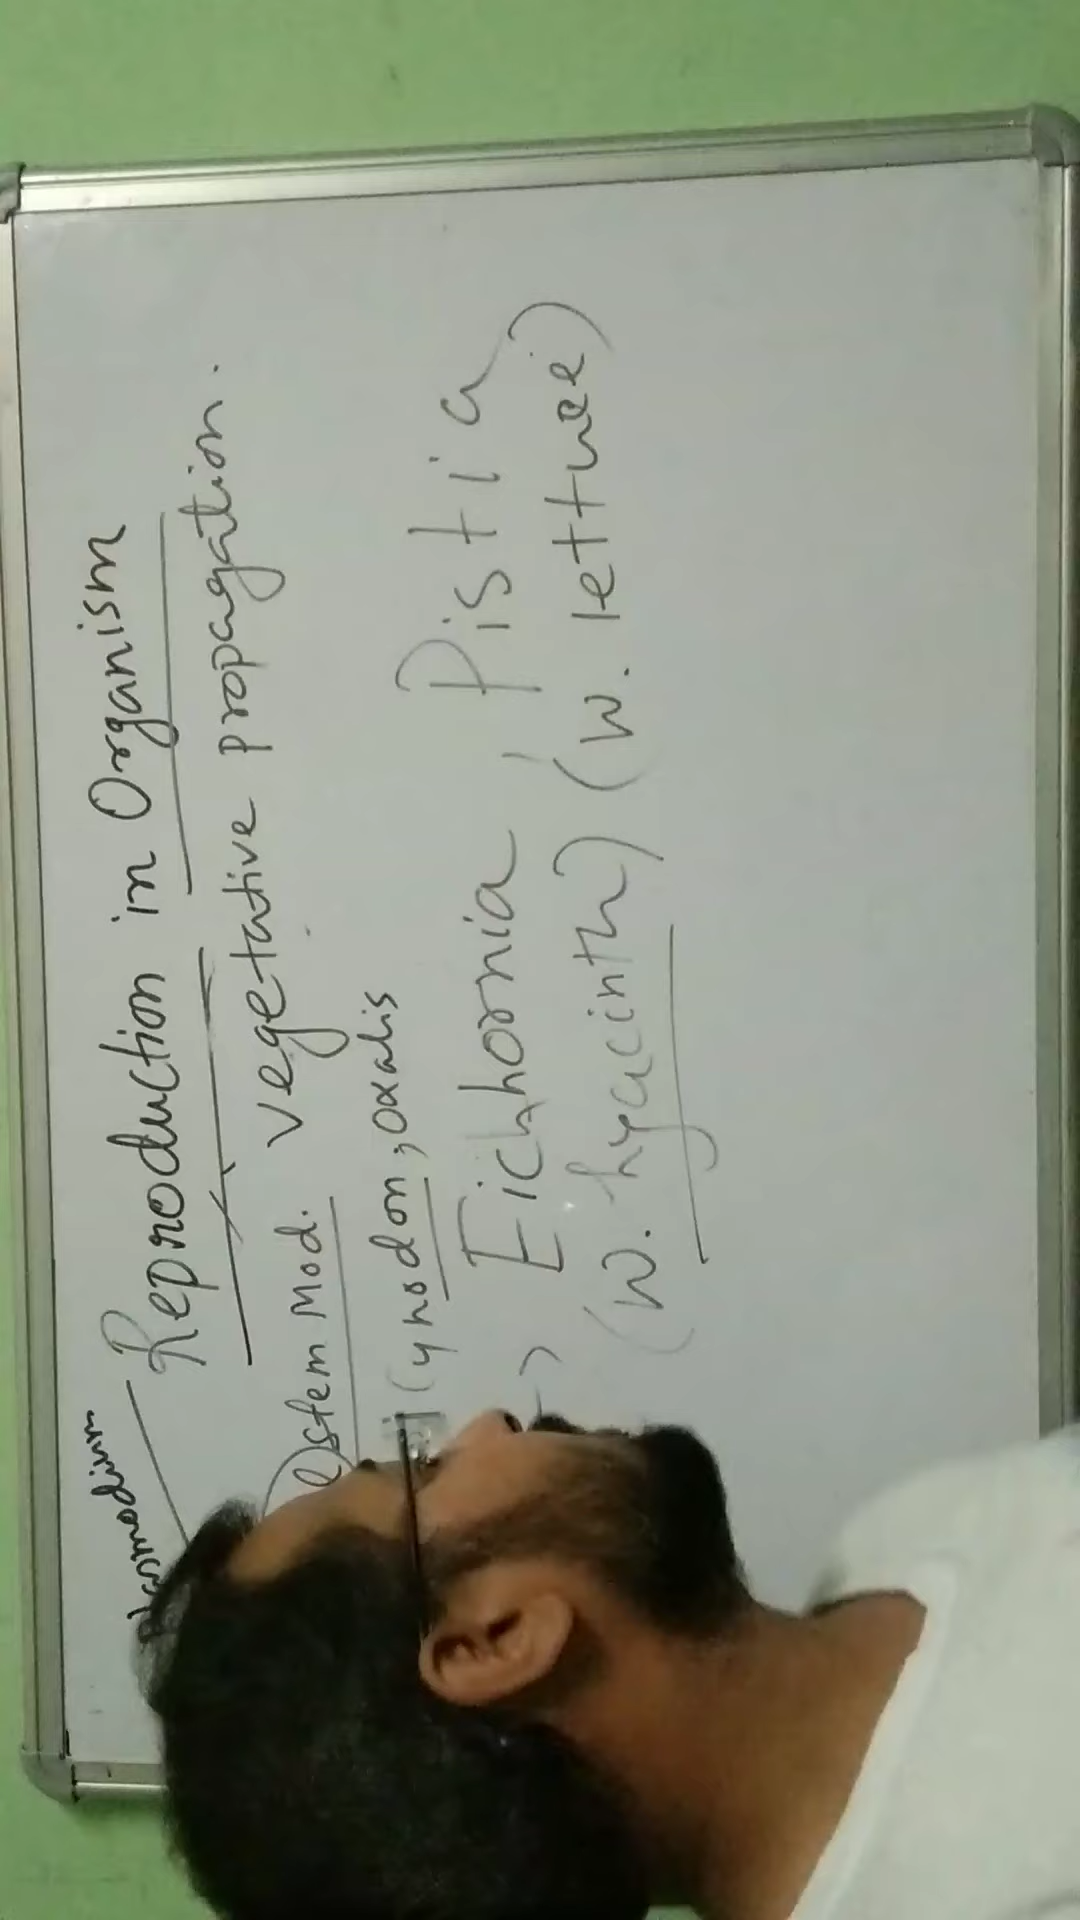 Plasmodium
Reproduction in Organism
vegetative propagation.
stem Mod.
Cynodon, oxalis
→ Eichhornia, Pistia
(w. hyacinth) (w. lettuce)